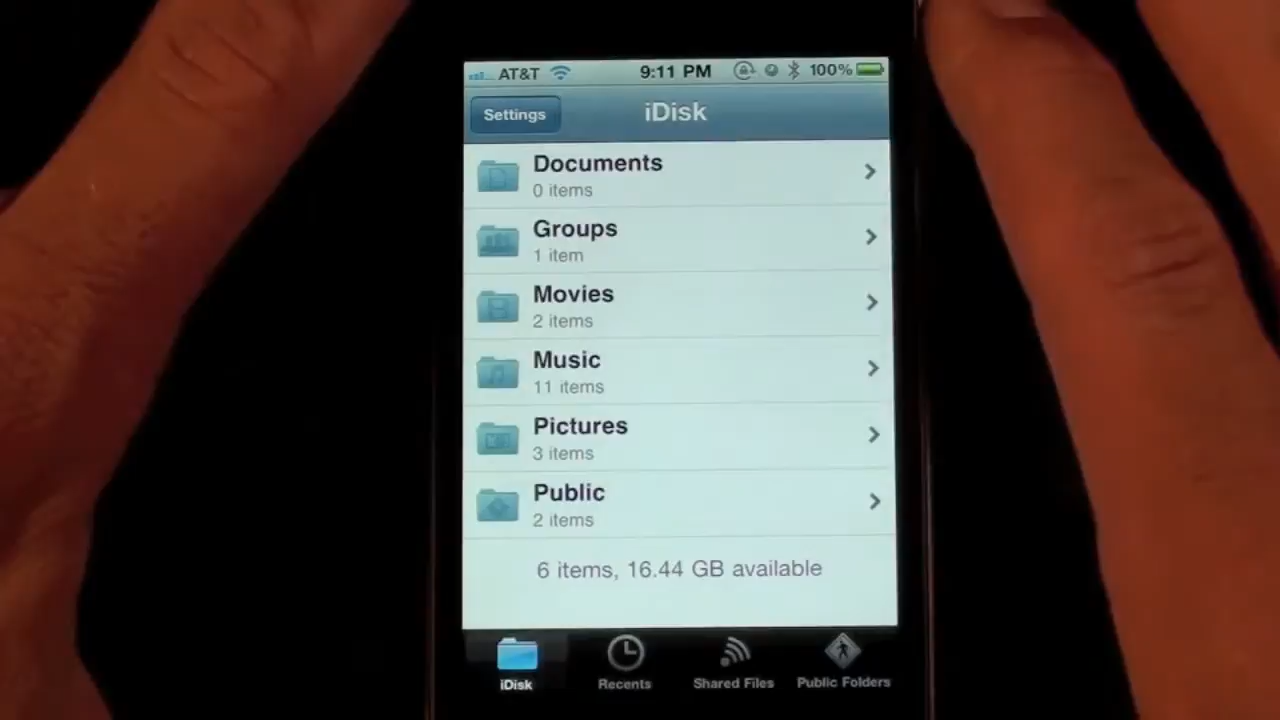 AT&T 9:11 PM 100%
Settings iDisk
Documents
0 items
Groups
1 item
Movies
2 items
Music
11 items
Pictures
3 items
Public
2 items
6 items, 16.44 GB available
iDisk Recents Shared Files Public Folders